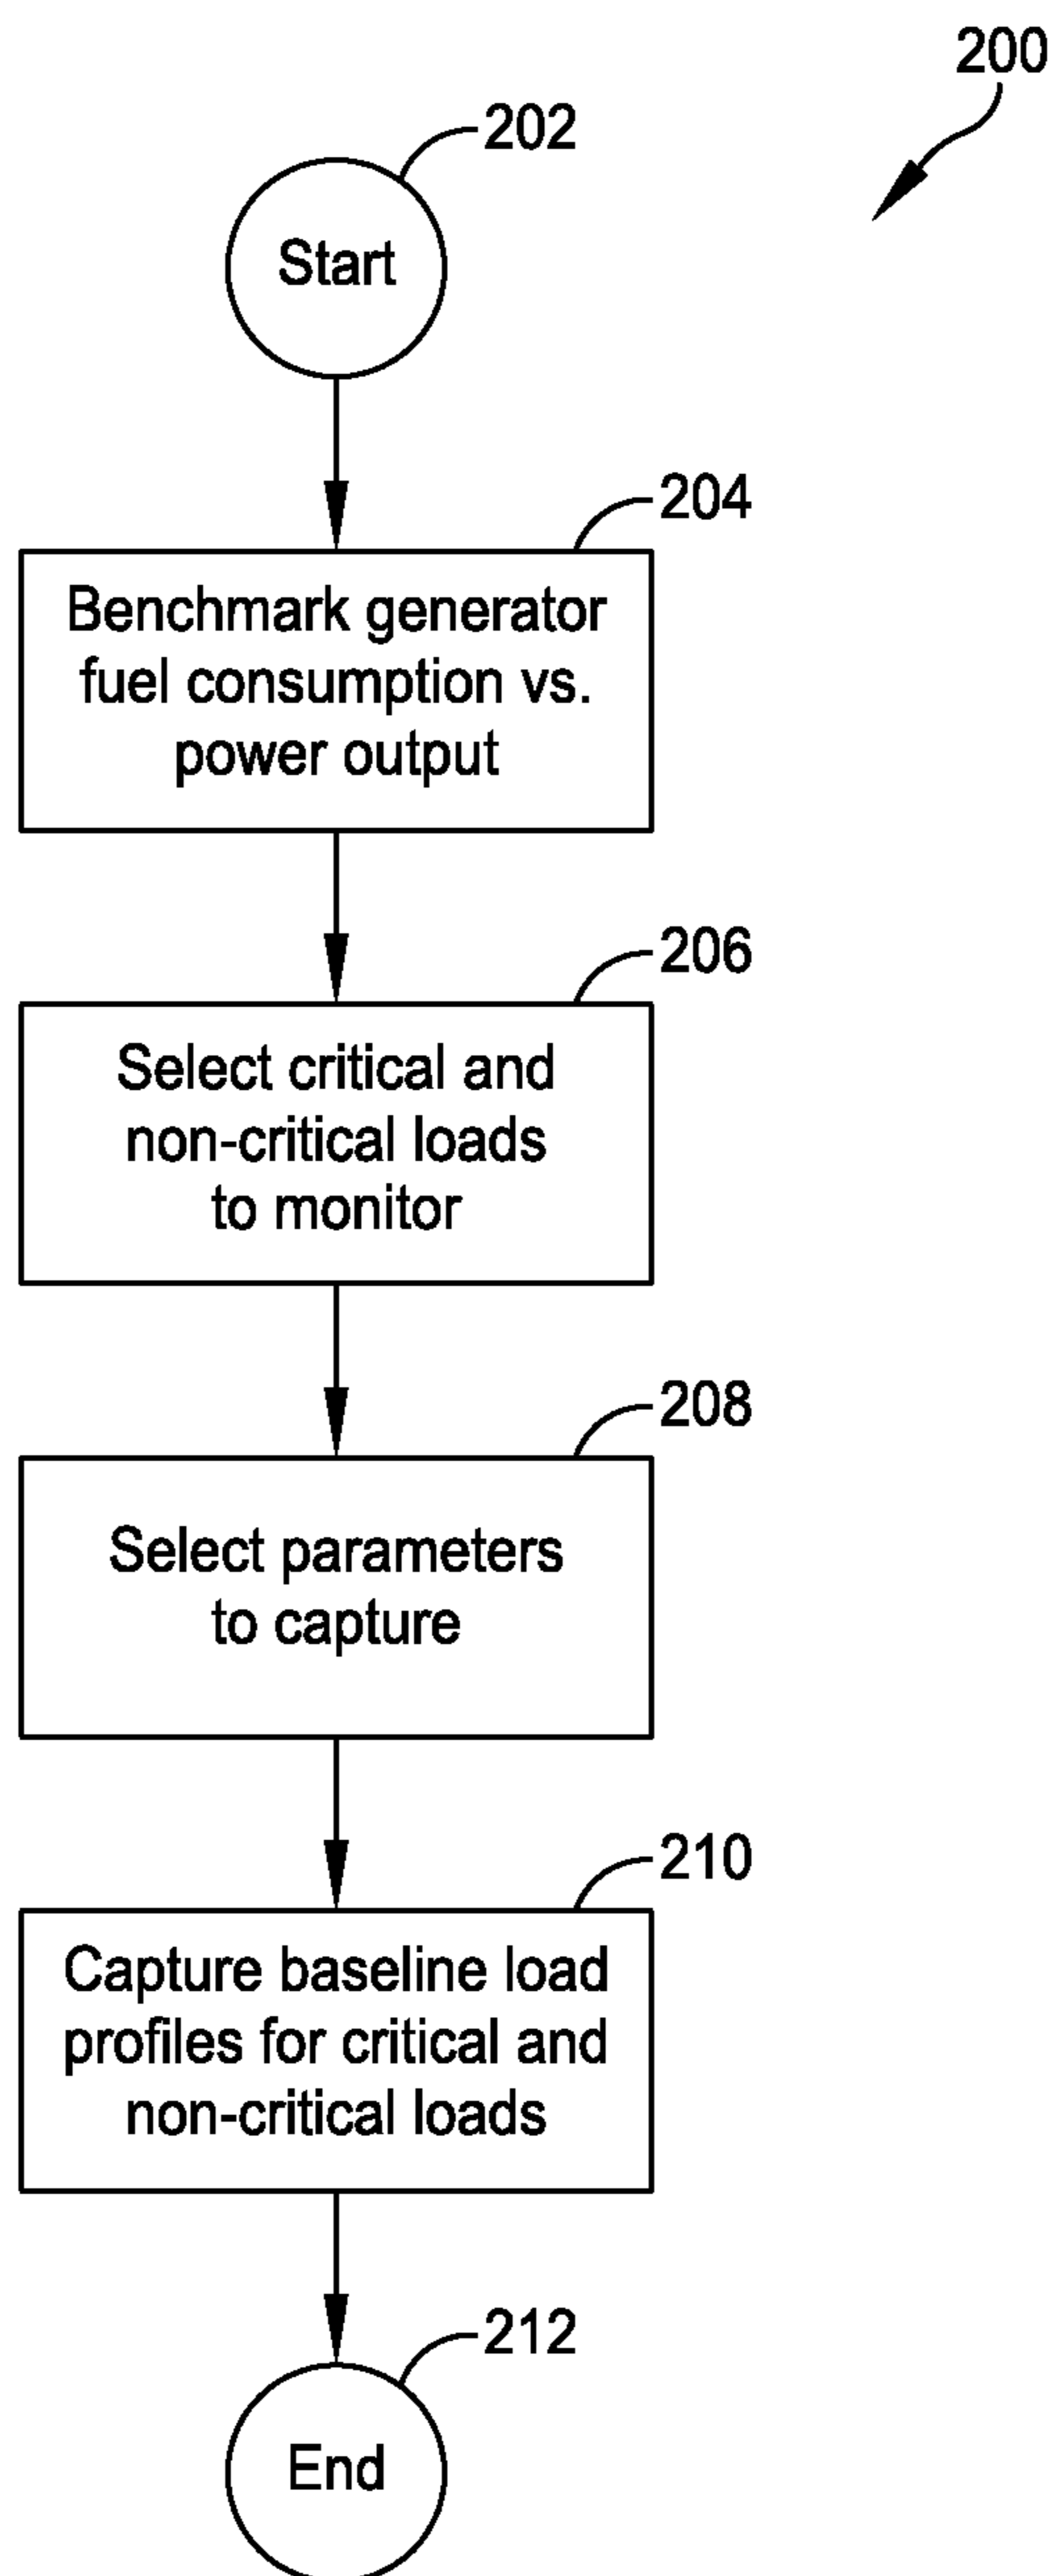 200
202
Start
204
Benchmark generator
fuel consumption vs.
power output
206
Select critical and
non-critical loads
to monitor
208
Select parameters
to capture
210
Capture baseline load
profiles for critical and
non-critical loads
212
End